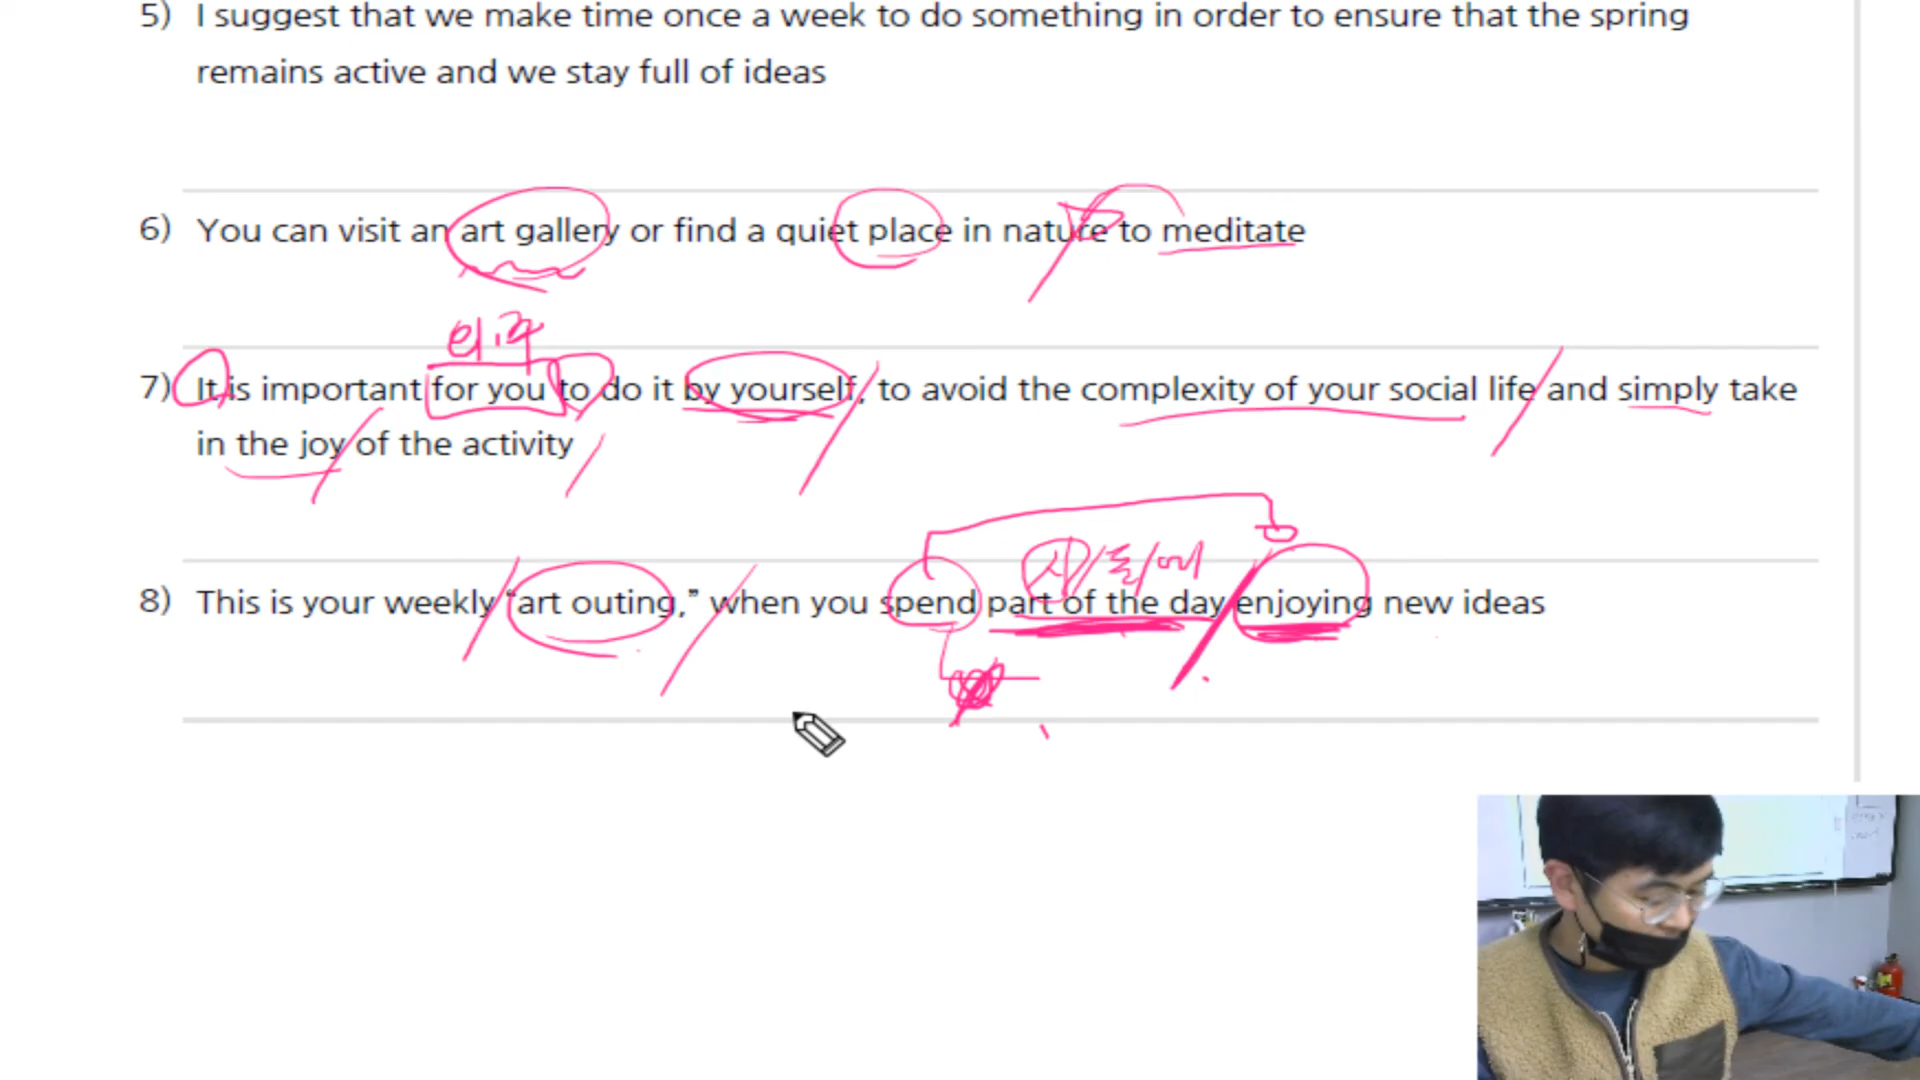 5) I suggest that we make time once a week to do something in order to ensure that the spring
remains active and we stay full of ideas
6) You can visit an art gallery or find a quiet place in nature to meditate
의.주
7) It is important for you to do it by yourself, to avoid the complexity of your social life and simply take
in the joy of the activity
시/돈/에
8) This is your weekly “art outing,” when you spend part of the day enjoying new ideas